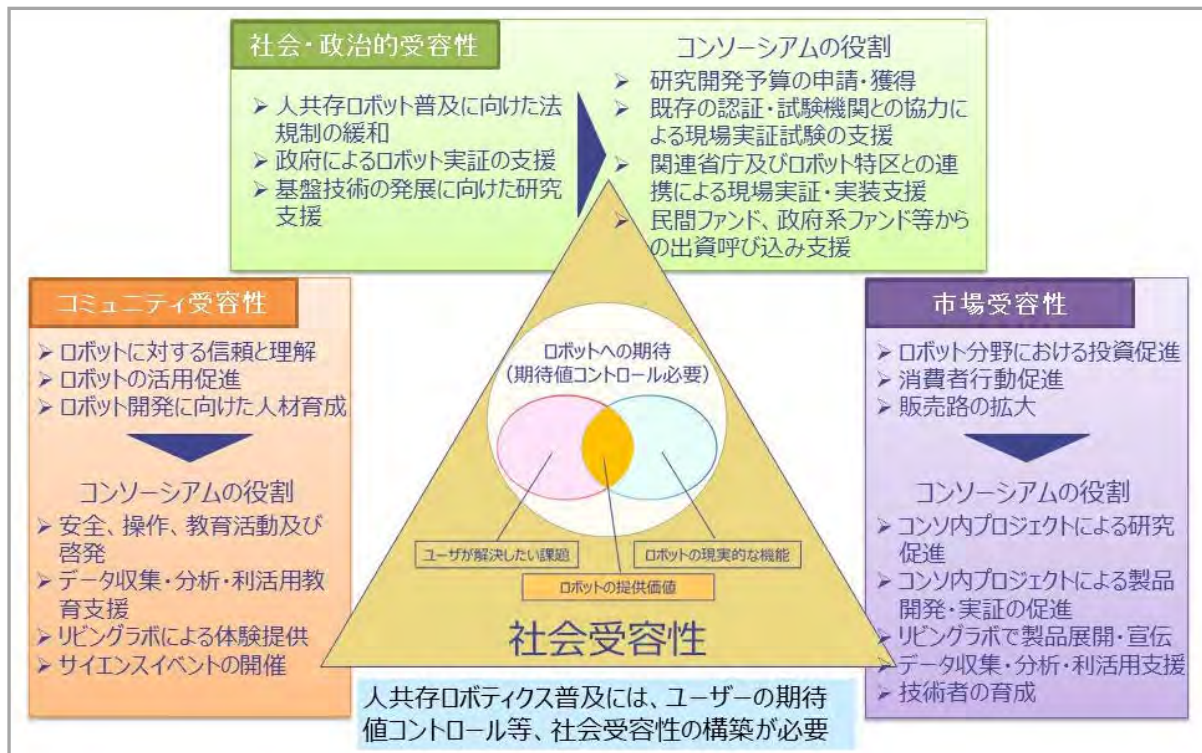 社会・政治的受容性
➢ 人共存ロボット普及に向けた法
規制の緩和
➢ 政府によるロボット実証の支援
➢ 基盤技術の発展に向けた研究
支援
コンソーシアムの役割
➢ 研究開発予算の申請・獲得
➢ 既存の認証・試験機関との協力に
よる現場実証試験の支援
➢ 関連省庁及びロボット特区との連
携による現場実証・実装支援
➢ 民間ファンド、政府系ファンド等から
の出資呼び込み支援
コミュニティ受容性
➢ ロボットに対する信頼と理解
➢ ロボットの活用促進
➢ ロボット開発に向けた人材育成
コンソーシアムの役割
➢ 安全、操作、教育活動及び
啓発
➢ データ収集・分析・利活用教
育支援
➢ リビングラボによる体験提供
➢ サイエンスイベントの開催
ロボットへの期待
(期待値コントロール必要)
ユーザが解決したい課題
ロボットの現実的な機能
ロボットの提供価値
社会受容性
市場受容性
➢ ロボット分野における投資促進
➢ 消費者行動促進
➢ 販売路の拡大
コンソーシアムの役割
➢ コンソ内プロジェクトによる研究
促進
➢ コンソ内プロジェクトによる製品
開発・実証の促進
➢ リビングラボで製品展開・宣伝
➢ データ収集・分析・利活用支援
➢ 技術者の育成
人共存ロボティクス普及には、ユーザーの期待
値コントロール等、社会受容性の構築が必要